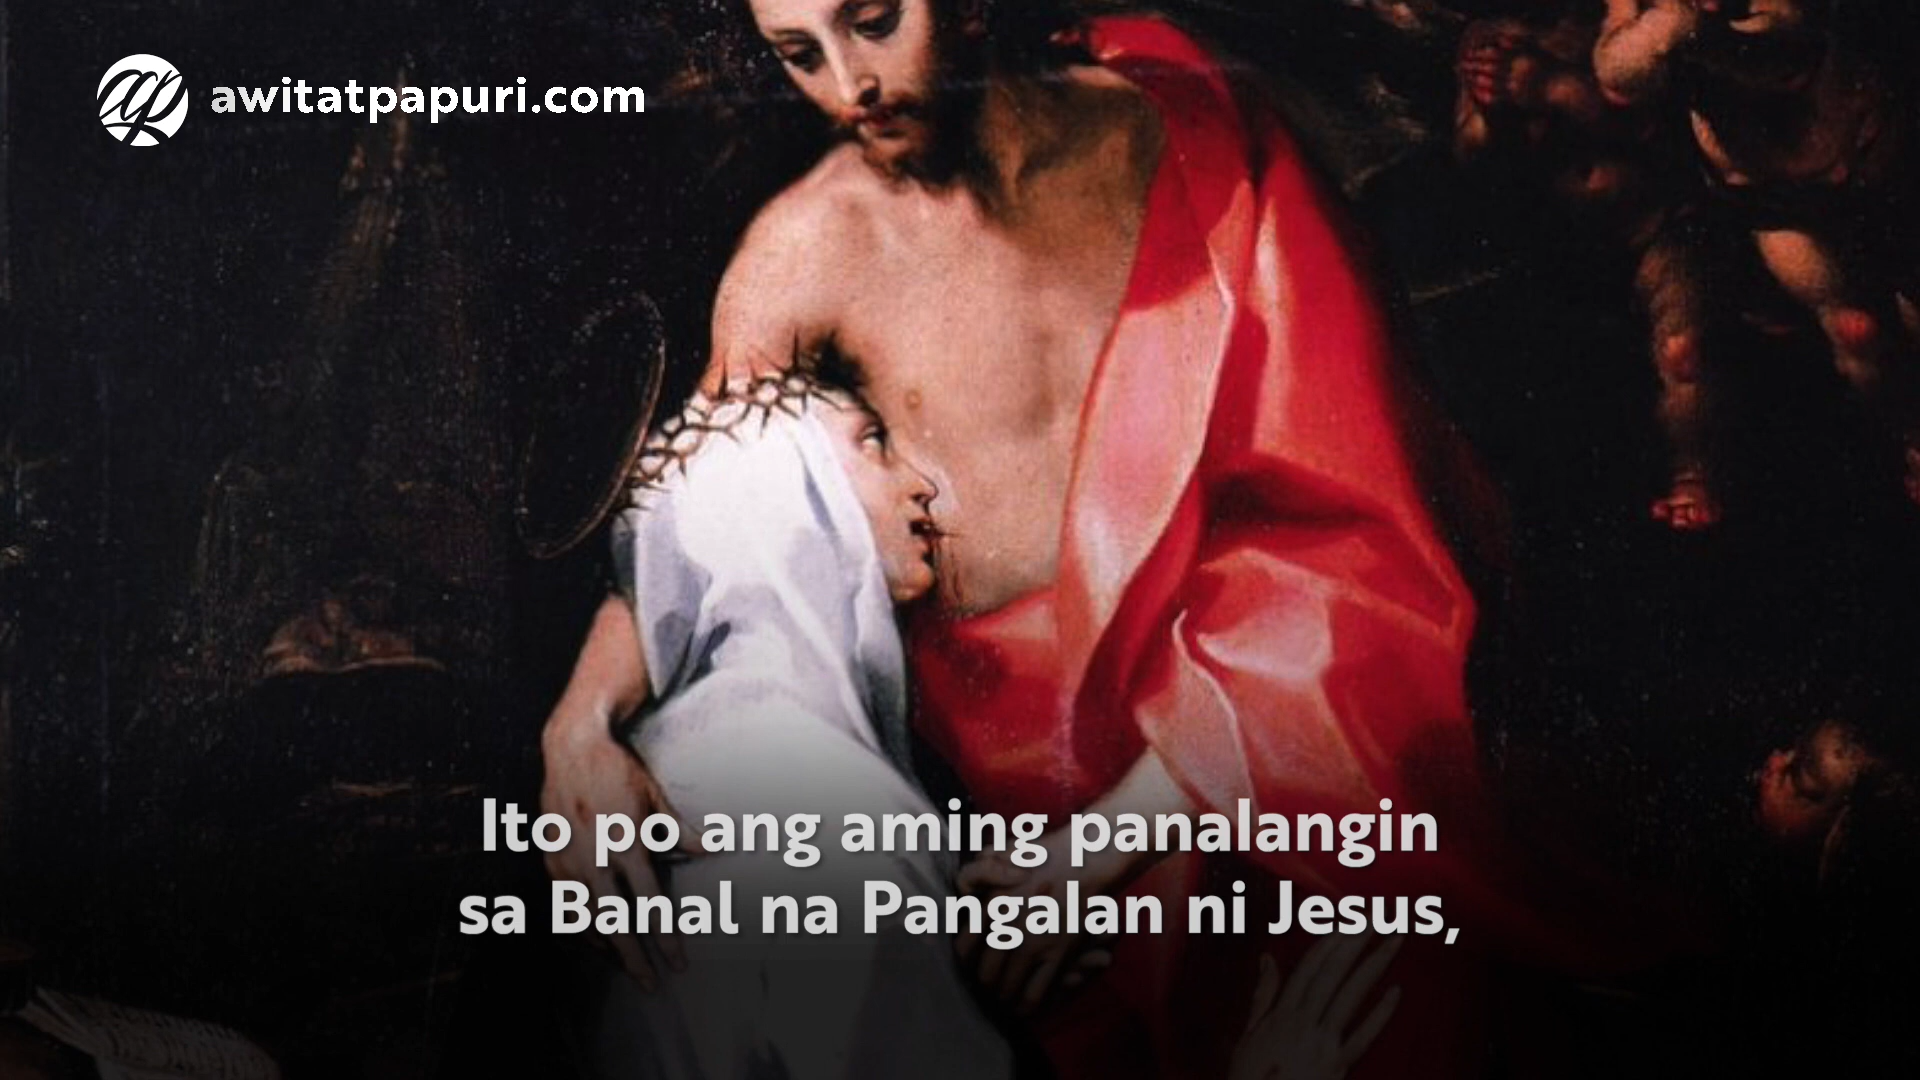 awitatpapuri.com
Ito po ang aming panalangin
sa Banal na Pangalan ni Jesus,